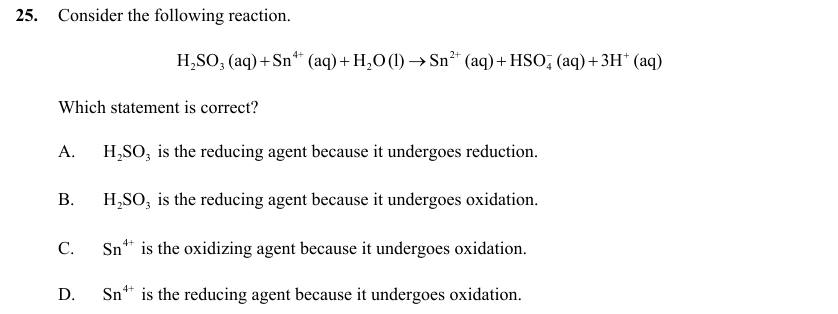 25. Consider the following reaction.
H₂SO₃ (aq) + Sn⁴⁺ (aq) + H₂O (l) → Sn²⁺ (aq) + HSO₄⁻ (aq) + 3H⁺ (aq)
Which statement is correct?
A. H₂SO₃ is the reducing agent because it undergoes reduction.
B. H₂SO₃ is the reducing agent because it undergoes oxidation.
C. Sn⁴⁺ is the oxidizing agent because it undergoes oxidation.
D. Sn⁴⁺ is the reducing agent because it undergoes oxidation.